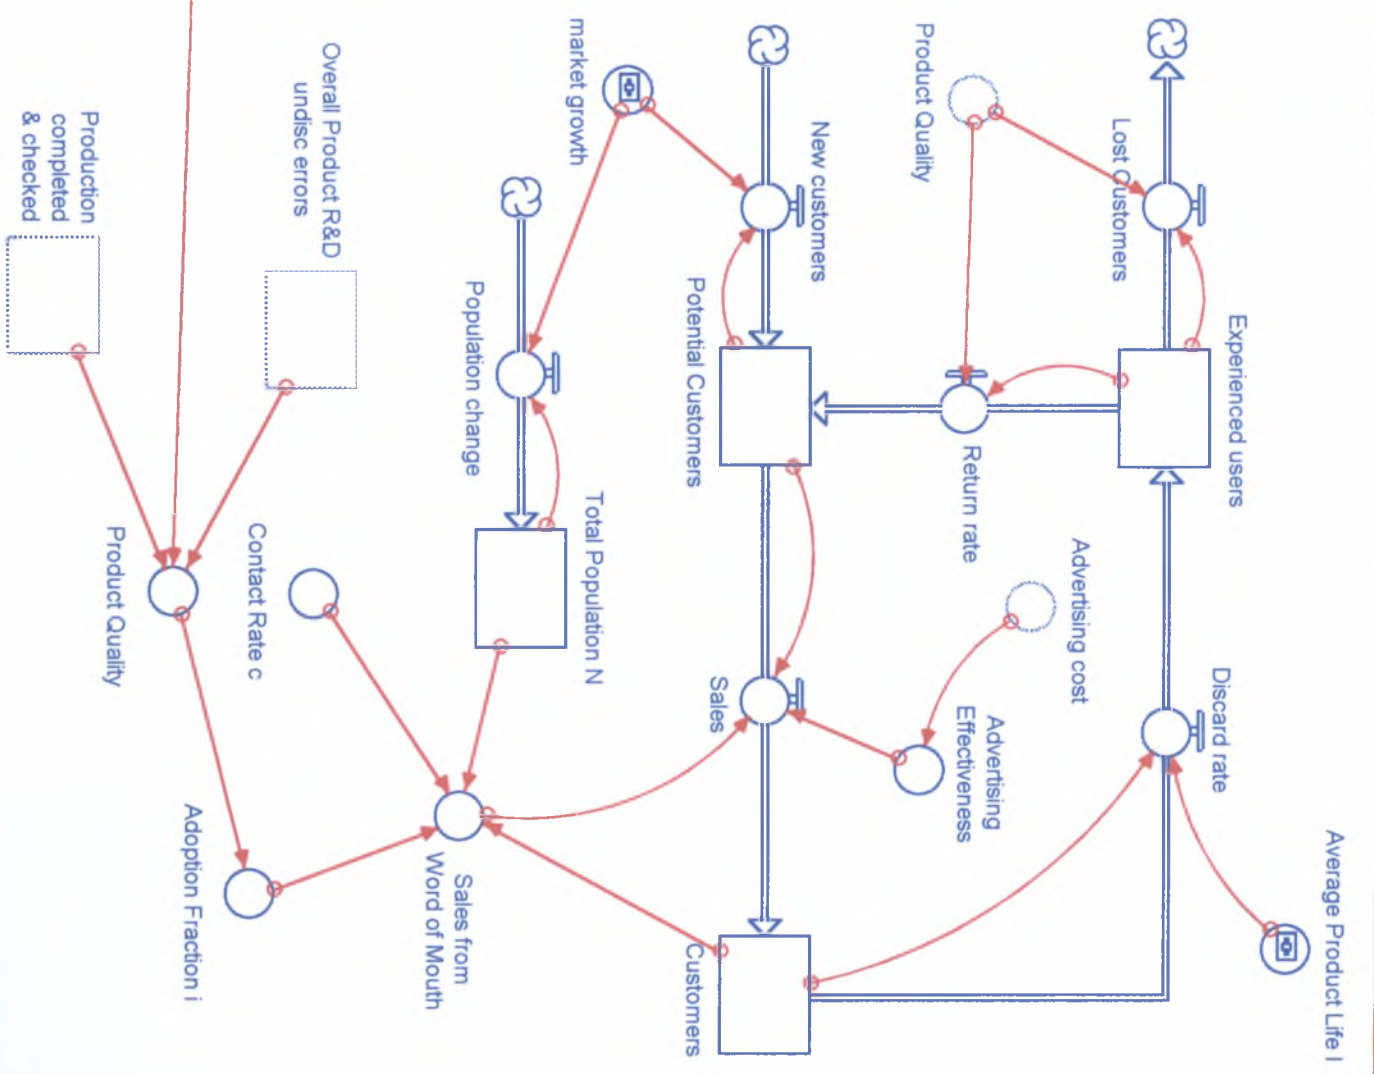 Average Product Life l
Experienced users
Discard rate
Lost Customers
Advertising cost
Product Quality
Return rate
Advertising
Effectiveness
New customers
Potential Customers
Sales
Customers
market growth
Total Population N
Population change
Sales from
Word of Mouth
Overall Product R&D
undisc errors
Contact Rate c
Adoption Fraction i
Production
completed
& checked
Product Quality